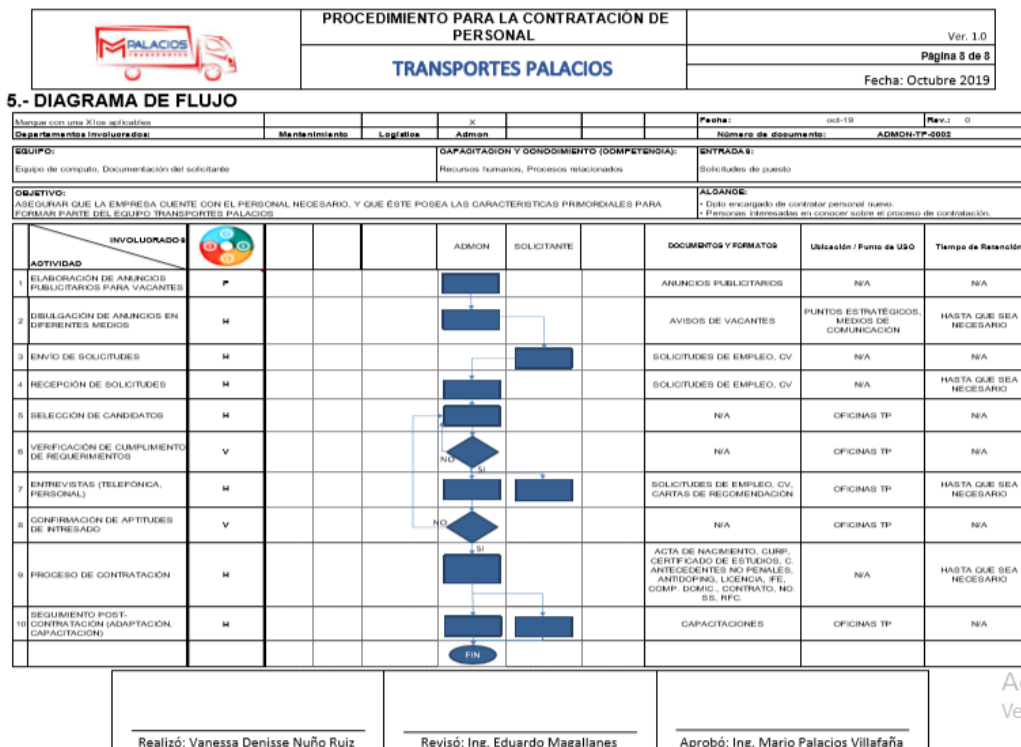 PALACIOS
TRANSPORTES
PROCEDIMIENTO PARA LA CONTRATACIÓN DE
PERSONAL
TRANSPORTES PALACIOS
Ver. 1.0
Página 8 de 8
Fecha: Octubre 2019
5.- DIAGRAMA DE FLUJO
Marque con una X los aplicables X Fecha: oct-19 Rev.: 0
Departamentos Involucrados: Mantenimiento Logística Admon Número de documento: ADMON-TP-0002
EQUIPO:
Equipo de computo, Documentación del solicitante
CAPACITACION Y CONOCIMIENTO (COMPETENCIA):
Recursos humanos, Procesos relacionados
ENTRADAS:
Solicitudes de puesto
OBJETIVO:
ASEGURAR QUE LA EMPRESA CUENTE CON EL PERSONAL NECESARIO, Y QUE ÉSTE POSEA LAS CARACTERISTICAS PRIMORDIALES PARA
FORMAR PARTE DEL EQUIPO TRANSPORTES PALACIOS
ALCANCE:
• Dpto encargado de contratar personal nuevo.
• Personas interesadas en conocer sobre el proceso de contratación.
INVOLUCRADOS
ACTIVIDAD
ADMON SOLICITANTE DOCUMENTOS Y FORMATOS Ubicación / Punto de USO Tiempo de Retención
1 ELABORACIÓN DE ANUNCIOS
PUBLICITARIOS PARA VACANTES
P ANUNCIOS PUBLICITARIOS N/A N/A
2 DIBULGACIÓN DE ANUNCIOS EN
DIFERENTES MEDIOS
H AVISOS DE VACANTES
PUNTOS ESTRATÉGICOS,
MEDIOS DE
COMUNICACIÓN
HASTA QUE SEA
NECESARIO
3 ENVÍO DE SOLICITUDES H SOLICITUDES DE EMPLEO, CV N/A N/A
4 RECEPCIÓN DE SOLICITUDES H SOLICITUDES DE EMPLEO, CV N/A
HASTA QUE SEA
NECESARIO
5 SELECCIÓN DE CANDIDATOS H N/A OFICINAS TP N/A
6 VERIFICACIÓN DE CUMPLIMIENTO
DE REQUERIMIENTOS
V NO SI N/A OFICINAS TP N/A
7 ENTREVISTAS (TELEFÓNICA,
PERSONAL)
H
SOLICITUDES DE EMPLEO, CV,
CARTAS DE RECOMENDACIÓN
OFICINAS TP
HASTA QUE SEA
NECESARIO
8 CONFIRMACIÓN DE APTITUDES
DE INTRESADO
V NO SI N/A OFICINAS TP N/A
9 PROCESO DE CONTRATACIÓN H
ACTA DE NACIMIENTO, CURP,
CERTIFICADO DE ESTUDIOS, C.
ANTECEDENTES NO PENALES,
ANTIDOPING, LICENCIA, IFE,
COMP. DOMIC., CONTRATO, NO.
SS, RFC.
N/A
HASTA QUE SEA
NECESARIO
10 SEGUIMIENTO POST-
CONTRATACIÓN (ADAPTACIÓN,
CAPACITACIÓN)
H CAPACITACIONES OFICINAS TP N/A
FIN
Realizó: Vanessa Denisse Nuño Ruiz
Revisó: Ing. Eduardo Magallanes
Aprobó: Ing. Mario Palacios Villafaña